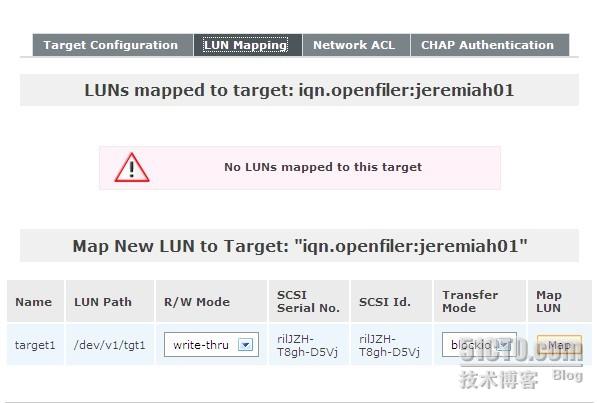 Target Configuration LUN Mapping Network ACL CHAP Authentication
LUNs mapped to target: iqn.openfiler:jeremiah01
No LUNs mapped to this target
Map New LUN to Target: "iqn.openfiler:jeremiah01"
Name LUN Path R/W Mode SCSI Serial No. SCSI Id. Transfer Mode Map LUN
target1 /dev/v1/tgt1 write-thru rilJZH-T8gh-D5Vj rilJZH-T8gh-D5Vj blockio Map
51CTO.com
技术博客 Blog